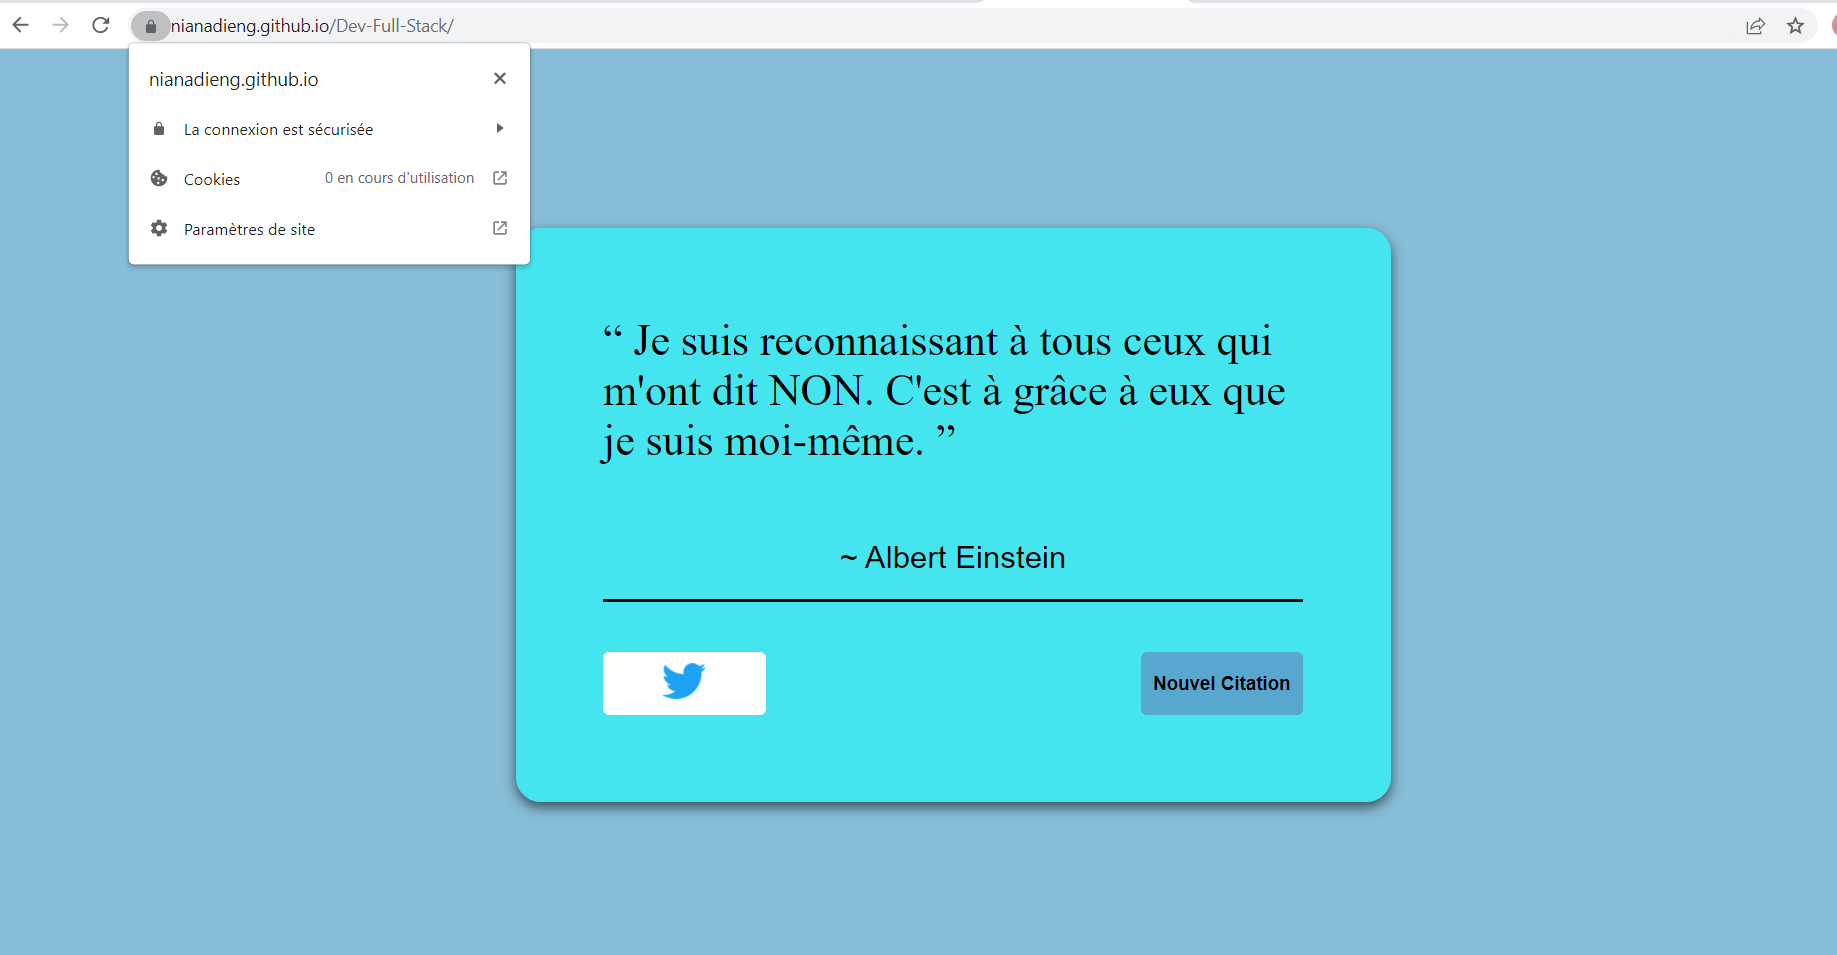 nianadieng.github.io/Dev-Full-Stack/
nianadieng.github.io
La connexion est sécurisée
Cookies 0 en cours d'utilisation
Paramètres de site
“ Je suis reconnaissant à tous ceux qui
m'ont dit NON. C'est à grâce à eux que
je suis moi-même. ”
~ Albert Einstein
Nouvel Citation